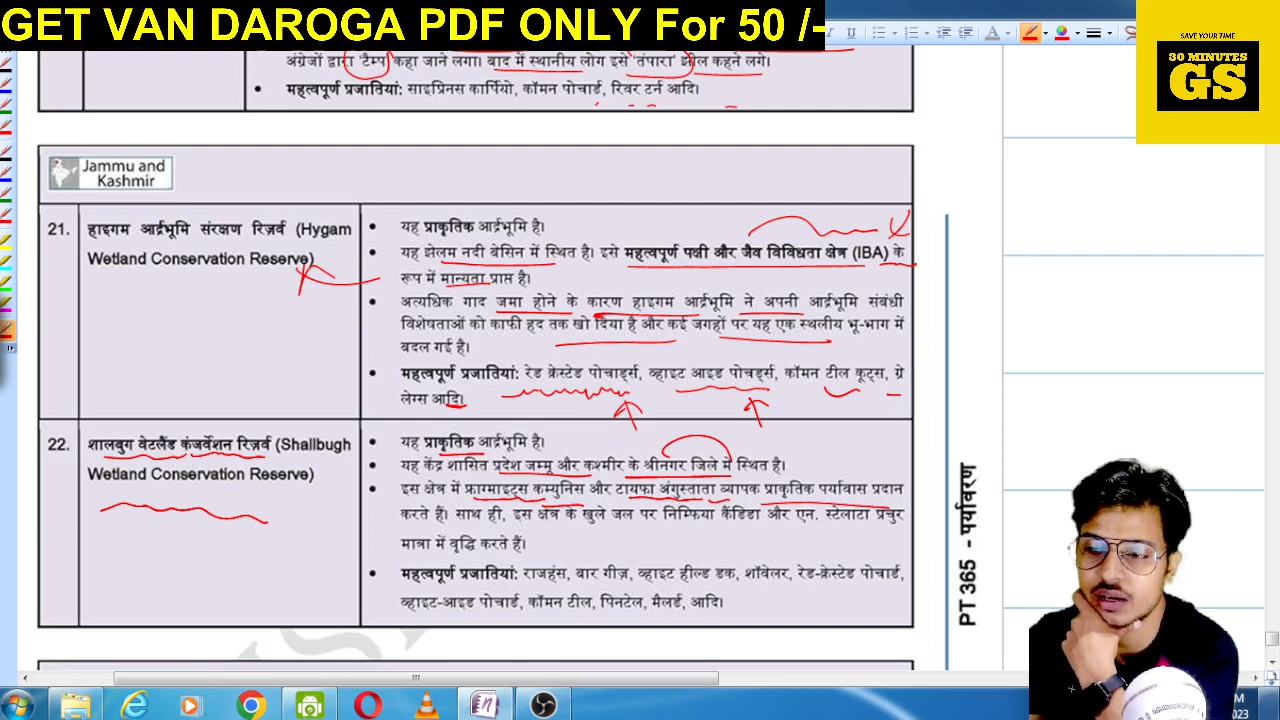 GET VAN DAROGA PDF ONLY For 50 /-
SAVE YOUR TIME
30 MINUTES
GS
अंग्रेजों द्वारा 'टैम्प' कहा जाने लगा। बाद में स्थानीय लोग इसे 'तंपारा' झील कहने लगे।
• महत्वपूर्ण प्रजातियां: साइप्रिनस कार्पियो, कॉमन पोचार्ड, रिवर टर्न आदि।
Jammu and
Kashmir
21. हाइगम आर्द्रभूमि संरक्षण रिज़र्व (Hygam
Wetland Conservation Reserve)
• यह प्राकृतिक आर्द्रभूमि है।
• यह झेलम नदी बेसिन में स्थित है। इसे महत्वपूर्ण पक्षी और जैव विविधता क्षेत्र (IBA) के
रूप में मान्यता प्राप्त है।
• अत्यधिक गाद जमा होने के कारण हाइगम आर्द्रभूमि ने अपनी आर्द्रभूमि संबंधी
विशेषताओं को काफी हद तक खो दिया है और कई जगहों पर यह एक स्थलीय भू-भाग में
बदल गई है।
• महत्वपूर्ण प्रजातियां: रेड क्रेस्टेड पोचार्ड्स, व्हाइट आइड पोचर्ड्स, कॉमन टील कूट्स, ग्रे
लेग्स आदि।
22. शालबुग वेटलैंड कंजर्वेशन रिज़र्व (Shallbugh
Wetland Conservation Reserve)
• यह प्राकृतिक आर्द्रभूमि है।
• यह केंद्र शासित प्रदेश जम्मू और कश्मीर के श्रीनगर जिले में स्थित है।
• इस क्षेत्र में फ्राग्माइट्स कम्युनिस और टायफा अंगुस्ताता व्यापक प्राकृतिक पर्यावास प्रदान
करते हैं। साथ ही, इस क्षेत्र के खुले जल पर निम्फिया कैंडिडा और एन. स्टेलाटा प्रचुर
मात्रा में वृद्धि करते हैं।
• महत्वपूर्ण प्रजातियां: राजहंस, बार गीज़, व्हाइट हील्ड डक, शॉवेलर, रेड-क्रेस्टेड पोचार्ड,
व्हाइट-आइड पोचार्ड, कॉमन टील, पिनटेल, मैलर्ड, आदि।
PT 365 - पर्यावरण